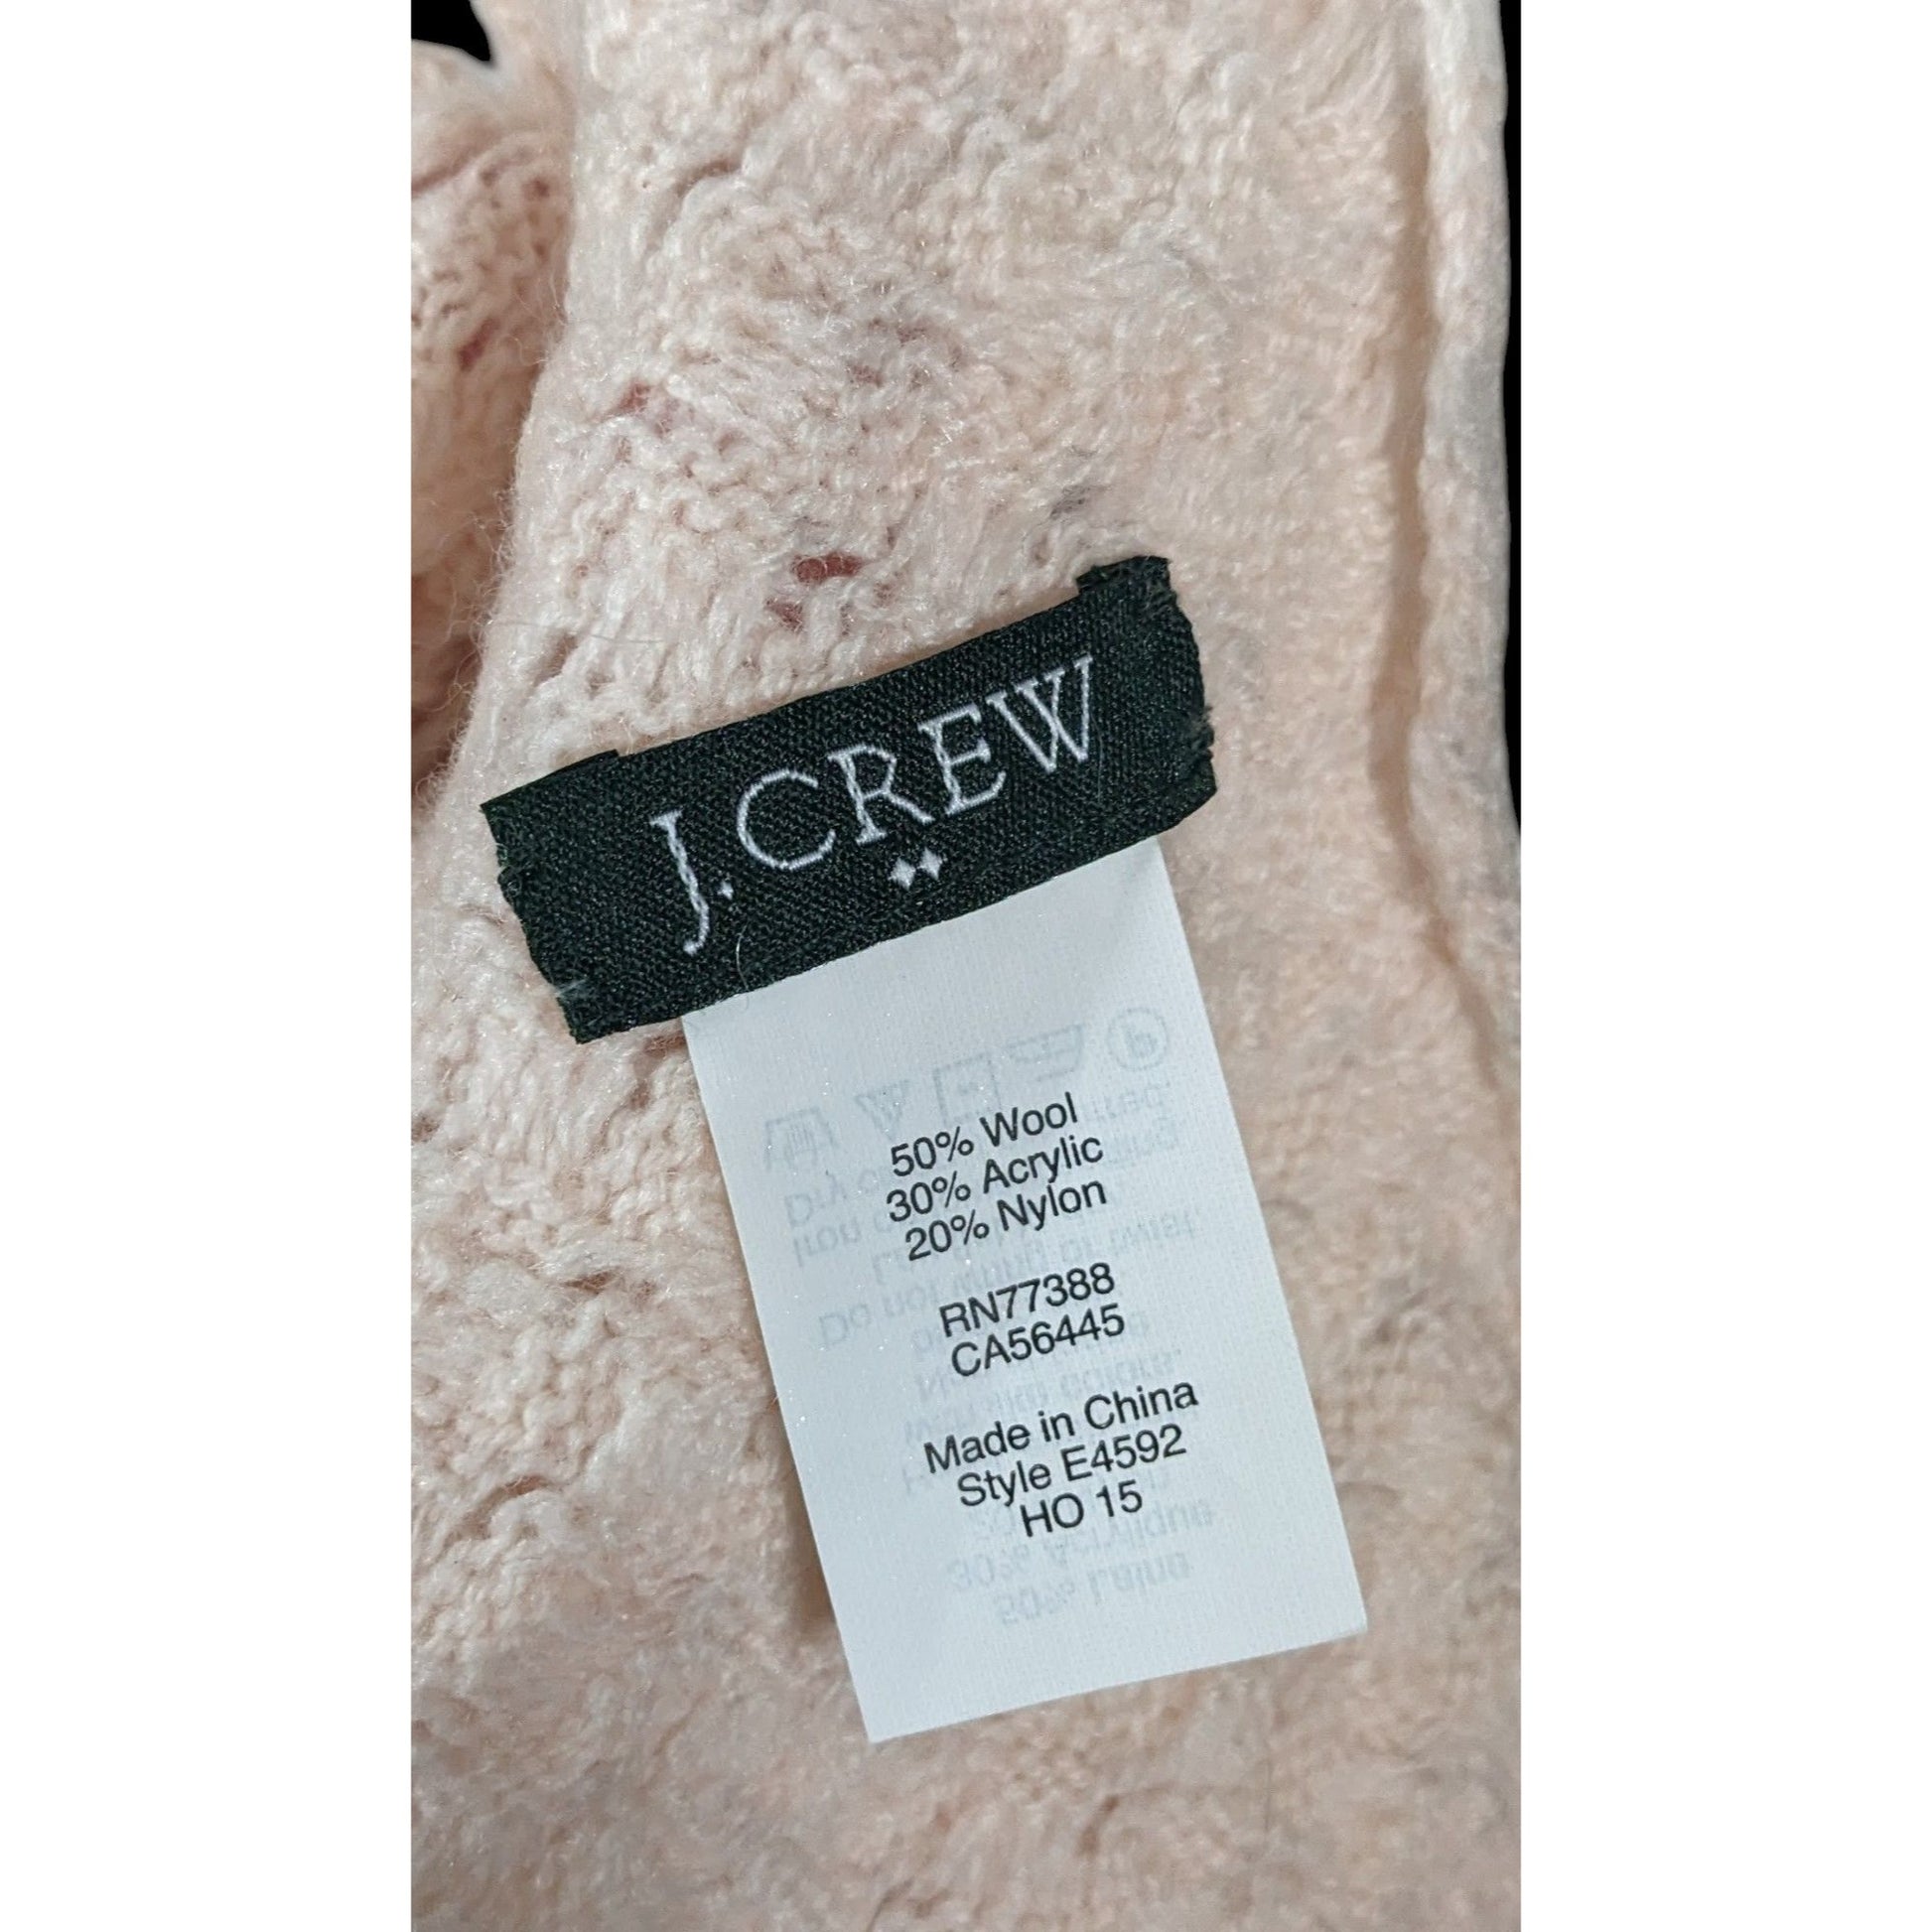 J.CREW
50% Wool
30% Acrylic
20% Nylon
RN77388
CA56445
Made in China
Style E4592
HO 15